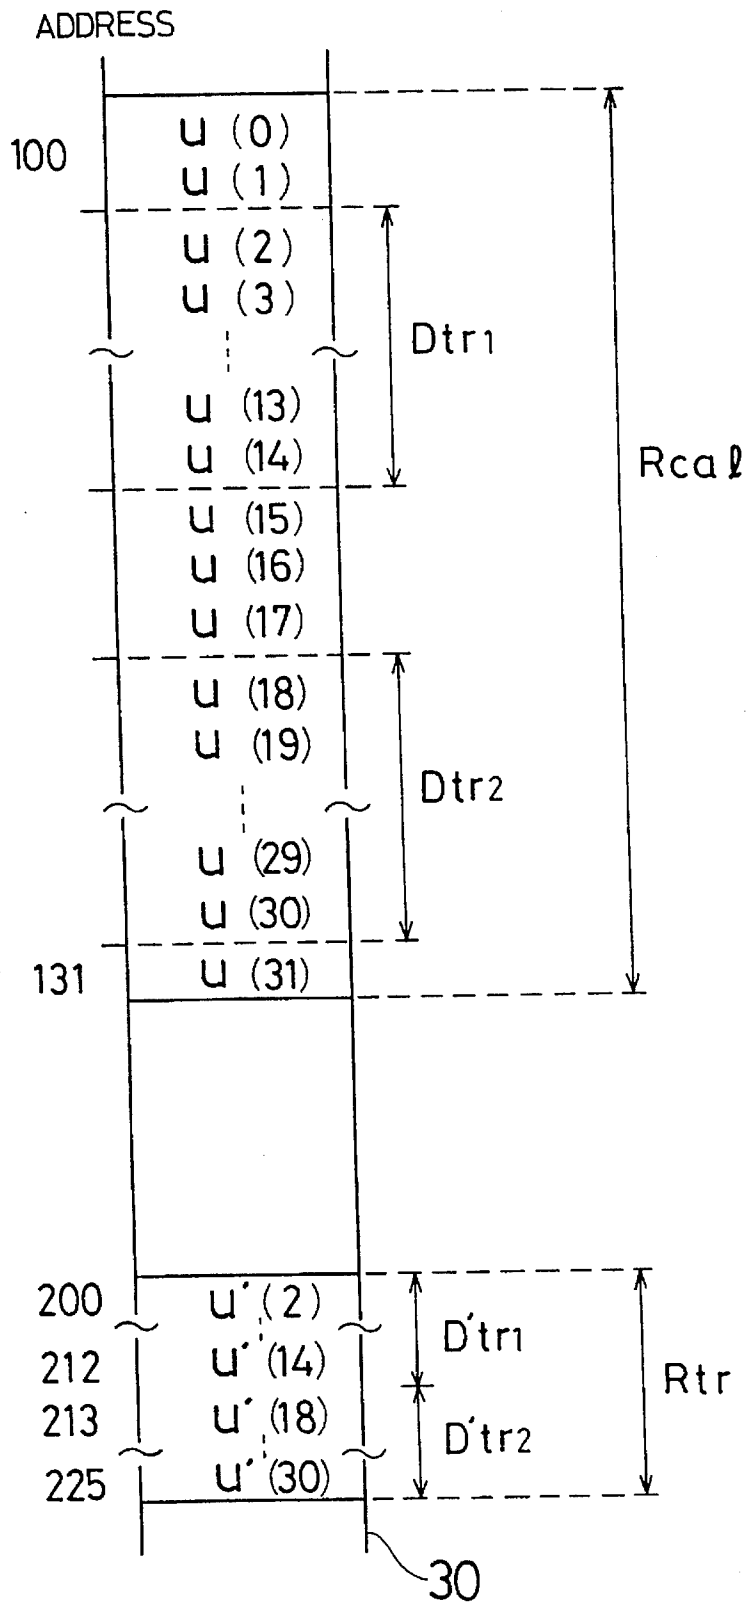 ADDRESS
100
u (0)
u (1)
u (2)
u (3)
Dtr1
u (13)
u (14)
Rcal
u (15)
u (16)
u (17)
u (18)
u (19)
Dtr2
u (29)
u (30)
131
u (31)
200
u' (2)
D'tr1
212
u' (14)
Rtr
213
u' (18)
D'tr2
225
u' (30)
30